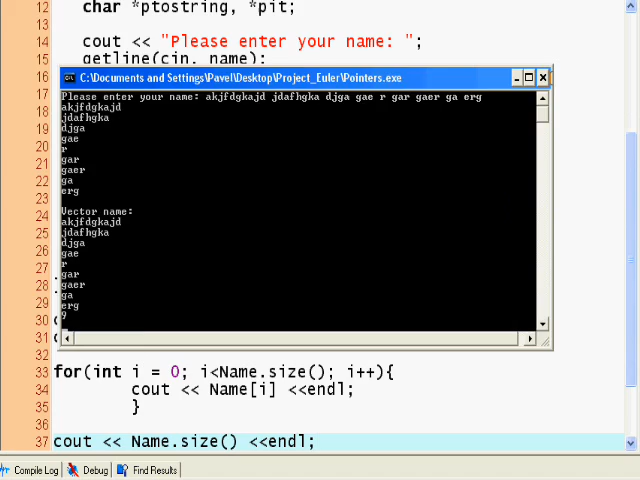 12 char *ptostring, *pit;
13
14 cout << "Please enter your name: ";
15 getline(cin, name);
16
C:\Documents and Settings\Pavel\Desktop\Project_Euler\Pointers.exe
Please enter your name: akjfdgkajd jdafhgka djga gae r gar gaer ga erg
17
akjfdgkajd
jdafhgka
18
djga
19
gae
20
r
gar
21
gaer
22
ga
erg
23
24
Vector name:
akjfdgkajd
25
jdafhgka
djga
26
gae
27
r
gar
28
gaer
29
ga
erg
30
9
31
32
33 for(int i = 0; i<Name.size(); i++){
34 cout << Name[i] <<endl;
35 }
36
37 cout << Name.size() <<endl;
Compile Log Debug Find Results